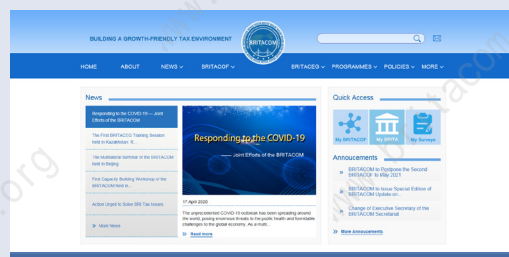 BUILDING A GROWTH-FRIENDLY TAX ENVIRONMENT
BRITACOM
HOME ABOUT NEWS BRITACOF BRITACEG PROGRAMMES POLICIES MORE
News
Responding to the COVID-19 — Joint
Efforts of the BRITACOM
The First BRITACEG Training Session
held in Kazakhstan: R...
The Multilateral Seminar of the BRITACOM
held in Beijing
First Capacity Building Workshop of the
BRITACOM held in...
Action Urgent to Solve BRI Tax Issues
» More News
Responding to the COVID-19
—— Joint Efforts of the BRITACOM
17 April 2020
The unprecedented COVID-19 outbreak has been spreading around
the world, posing enormous threats to the public health and formidable
challenges to the global economy. As a multi...
» Read more
Quick Access
My BRITACOF
My BRITA
My Surveys
Annoucements
» BRITACOM to Postpone the Second
BRITACOF to May 2021
» BRITACOM to Issue Special Edition of
BRITACOM Update on...
» Change of Executive Secretary of the
BRITACOM Secretariat
» More Annoucements